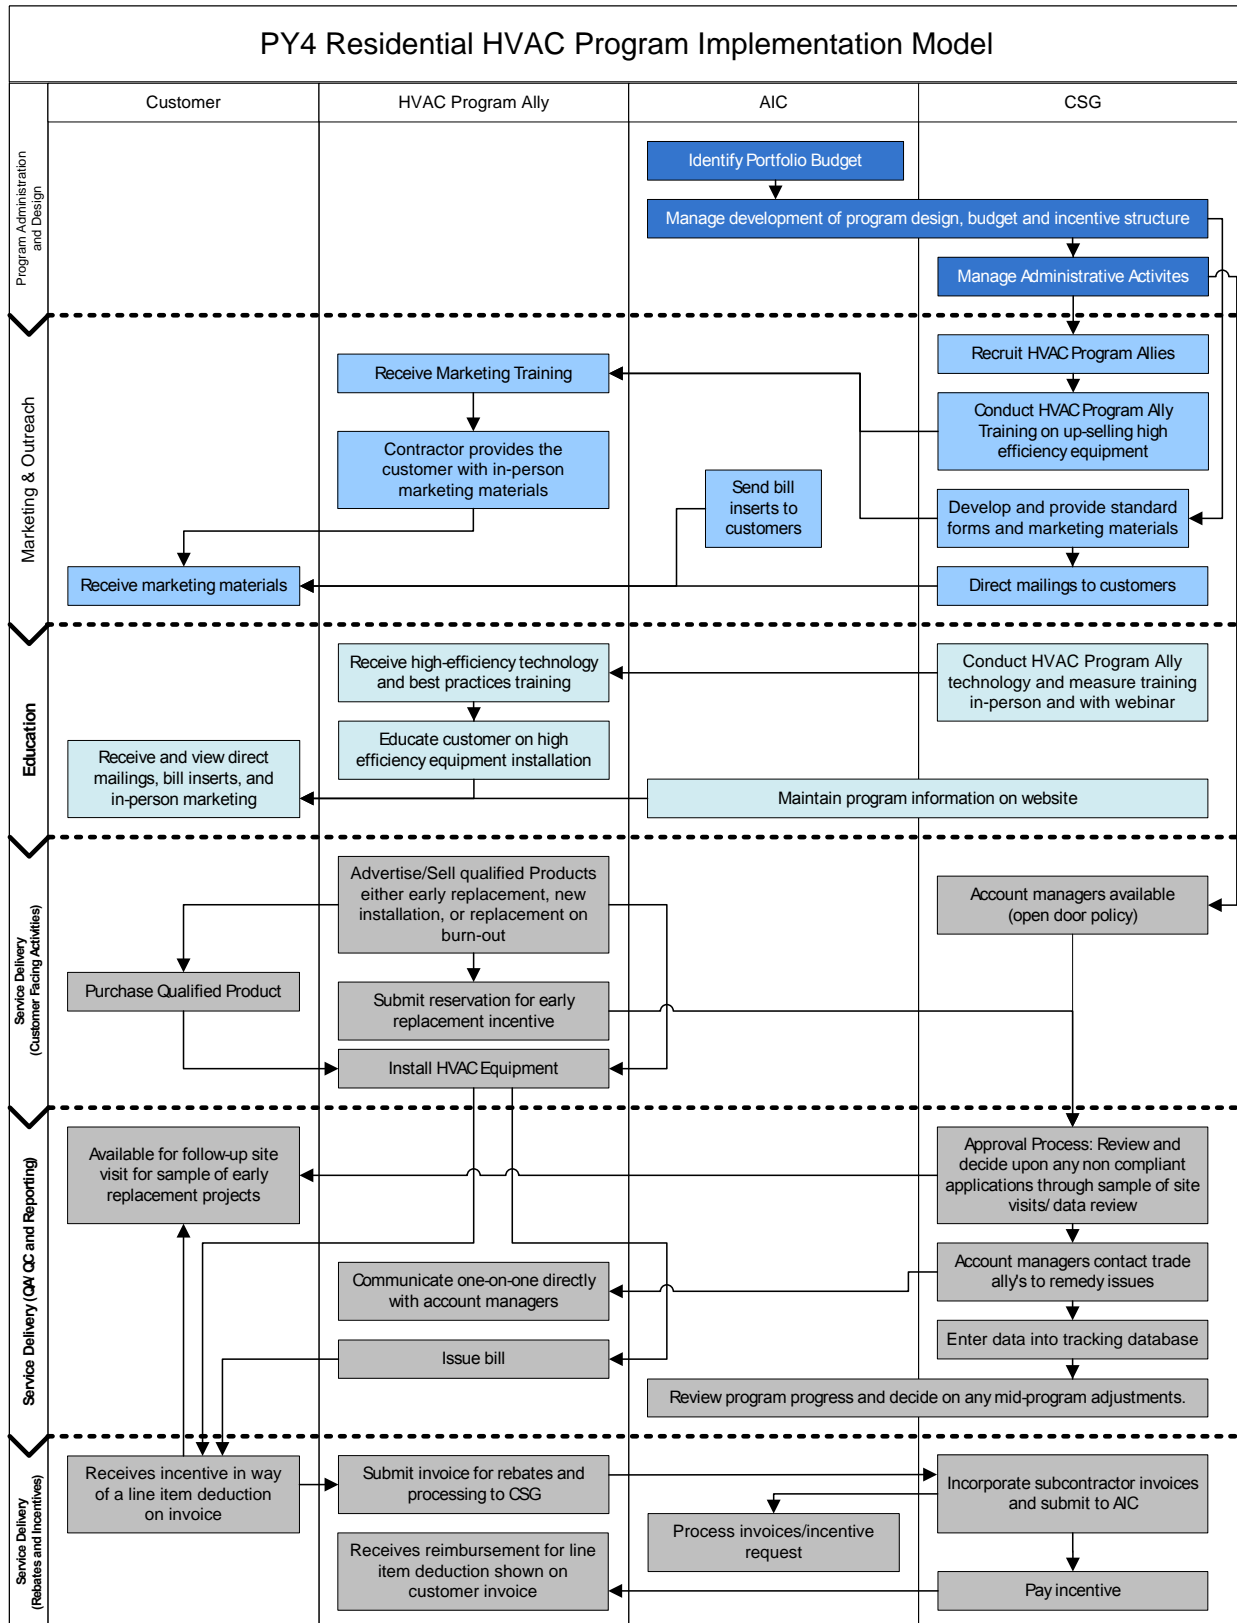 PY4 Residential HVAC Program Implementation Model
Customer
HVAC Program Ally
AIC
CSG
Program Administration
and Design
Identify Portfolio Budget
Manage development of program design, budget and incentive structure
Manage Administrative Activites
Marketing & Outreach
Recruit HVAC Program Allies
Receive Marketing Training
Conduct HVAC Program Ally
Training on up-selling high
efficiency equipment
Contractor provides the
customer with in-person
marketing materials
Send bill
inserts to
customers
Develop and provide standard
forms and marketing materials
Receive marketing materials
Direct mailings to customers
Education
Receive high-efficiency technology
and best practices training
Conduct HVAC Program Ally
technology and measure training
in-person and with webinar
Educate customer on high
efficiency equipment installation
Receive and view direct
mailings, bill inserts, and
in-person marketing
Maintain program information on website
Service Delivery
(Customer Facing Activities)
Advertise/Sell qualified Products
either early replacement, new
installation, or replacement on
burn-out
Account managers available
(open door policy)
Purchase Qualified Product
Submit reservation for early
replacement incentive
Install HVAC Equipment
Service Delivery (QA/ QC and Reporting)
Available for follow-up site
visit for sample of early
replacement projects
Approval Process: Review and
decide upon any non compliant
applications through sample of site
visits/ data review
Communicate one-on-one directly
with account managers
Account managers contact trade
ally's to remedy issues
Enter data into tracking database
Issue bill
Review program progress and decide on any mid-program adjustments.
Service Delivery
(Rebates and Incentives)
Receives incentive in way
of a line item deduction
on invoice
Submit invoice for rebates and
processing to CSG
Incorporate subcontractor invoices
and submit to AIC
Process invoices/incentive
request
Receives reimbursement for line
item deduction shown on
customer invoice
Pay incentive